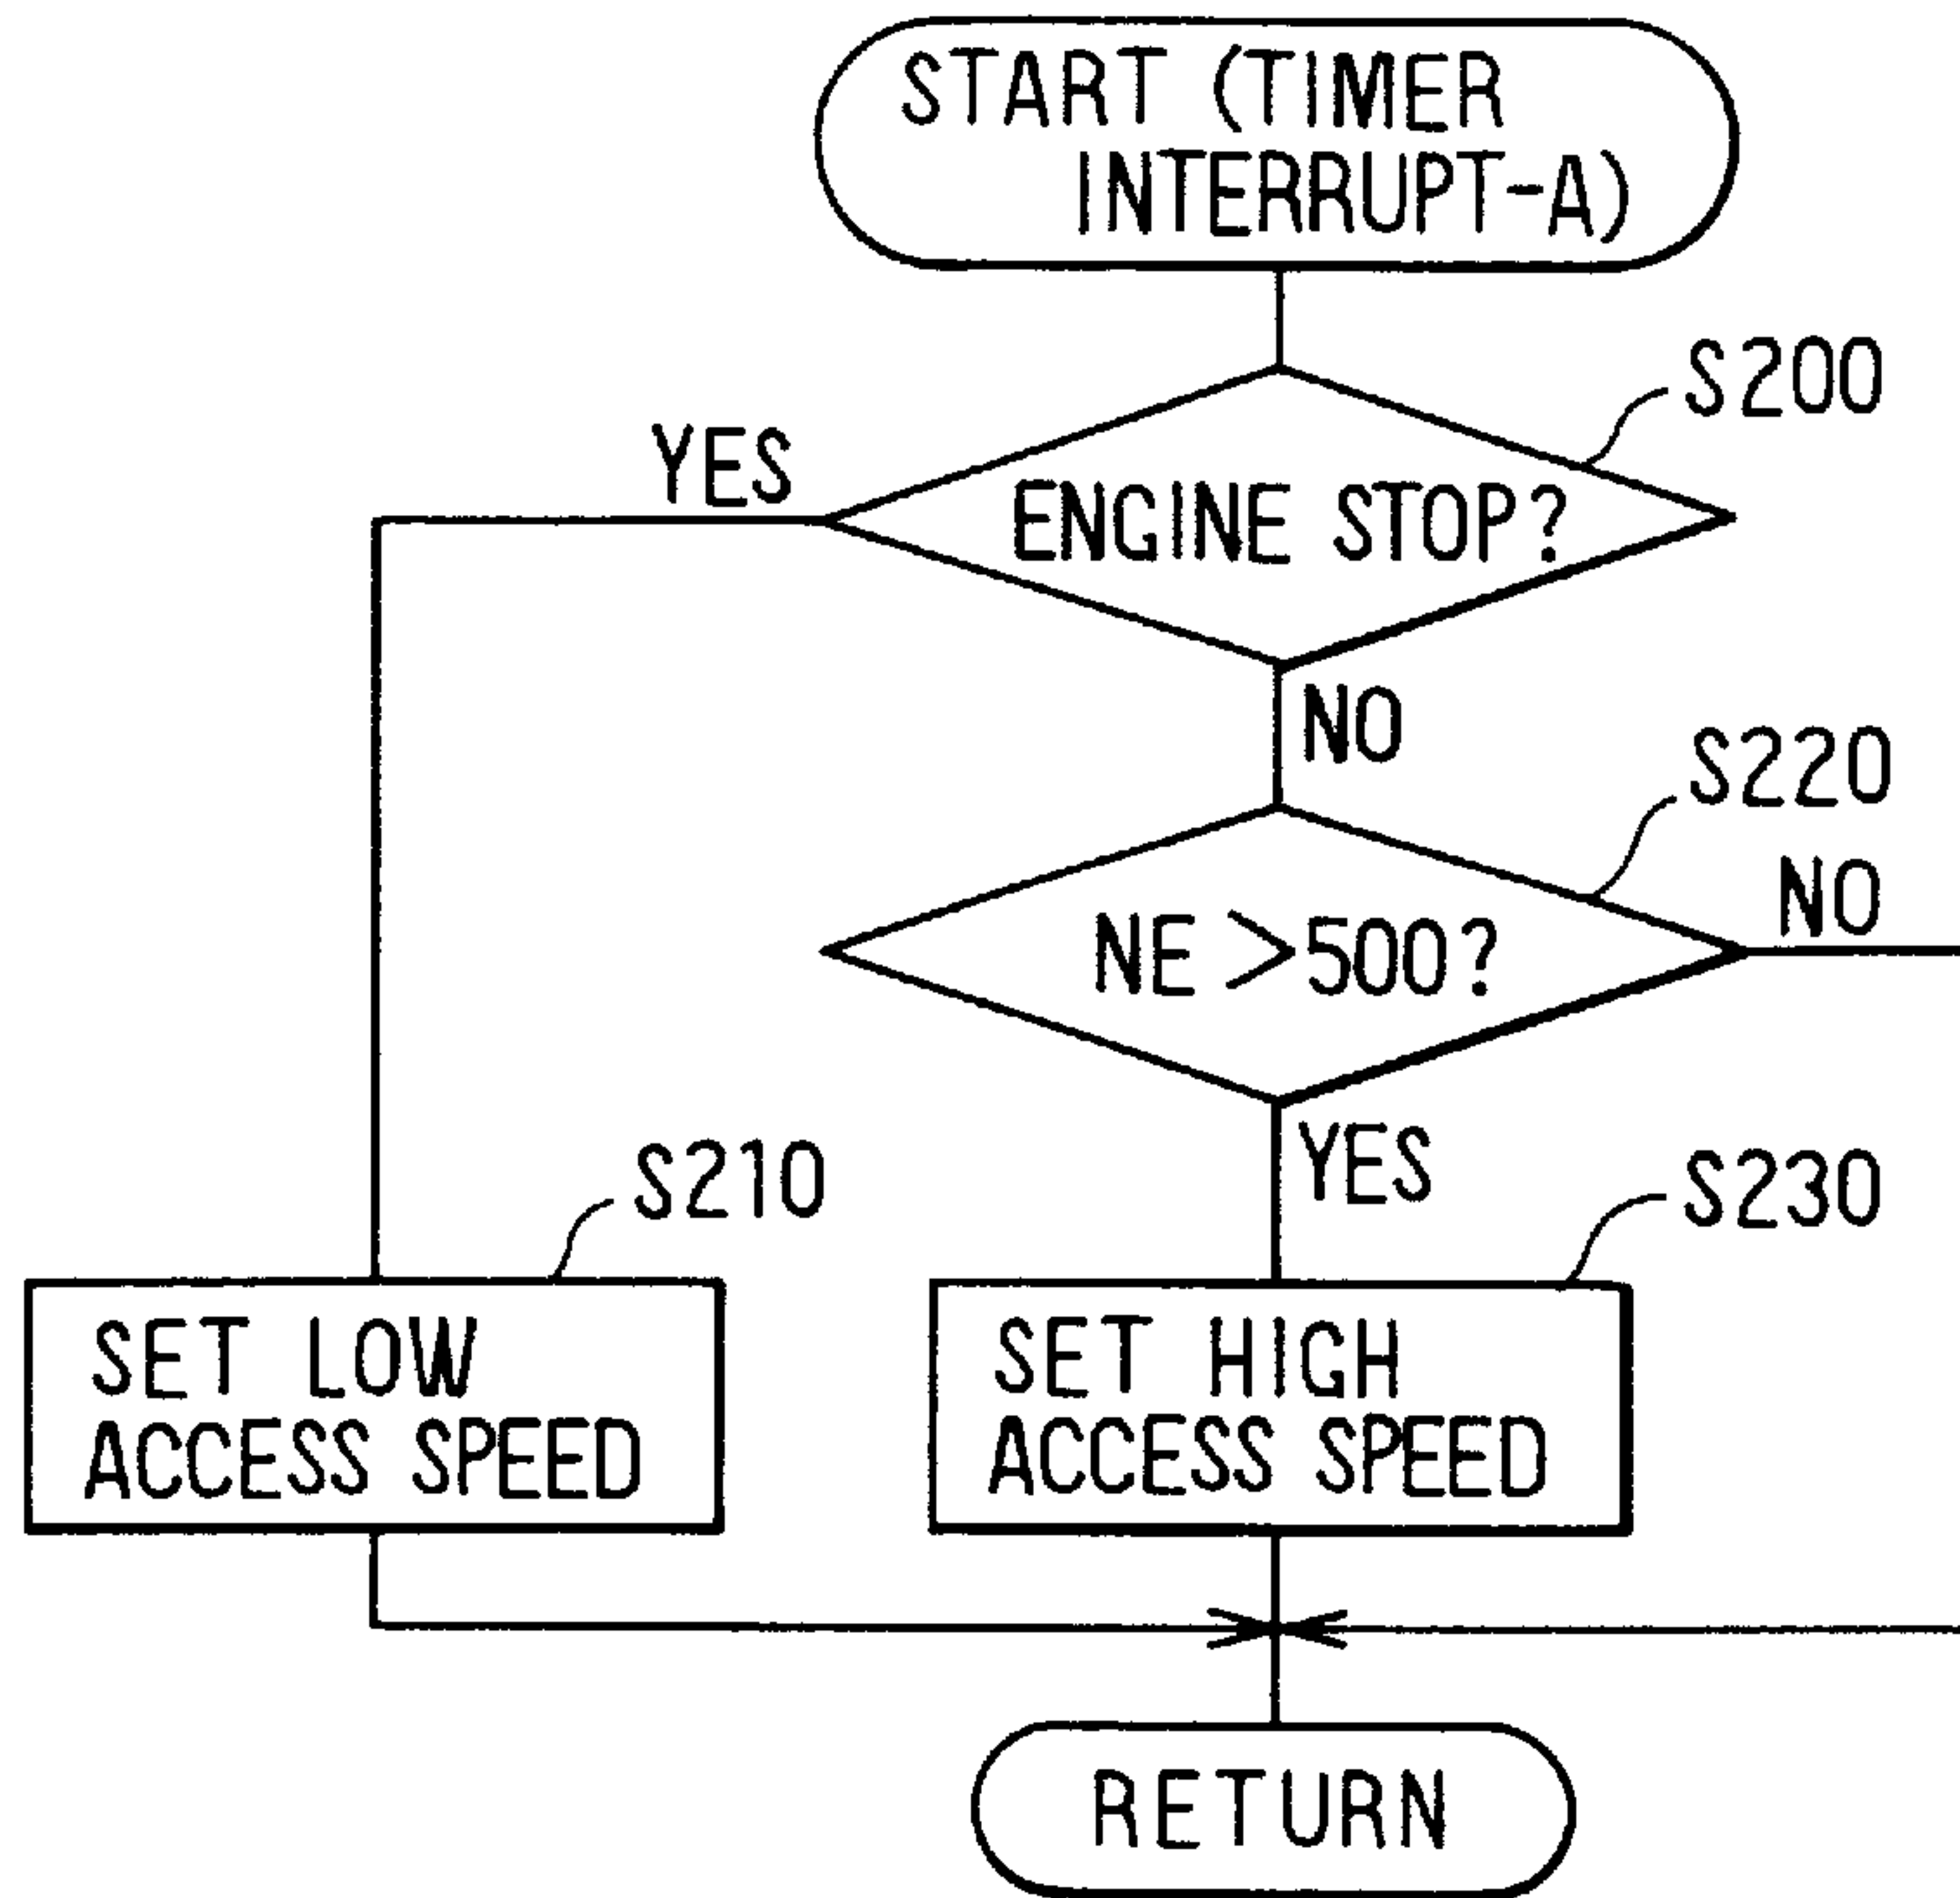 START (TIMER
INTERRUPT-A)
S200
YES
ENGINE STOP?
NO
S220
NO
NE >500?
YES
S210
S230
SET LOW
ACCESS SPEED
SET HIGH
ACCESS SPEED
RETURN